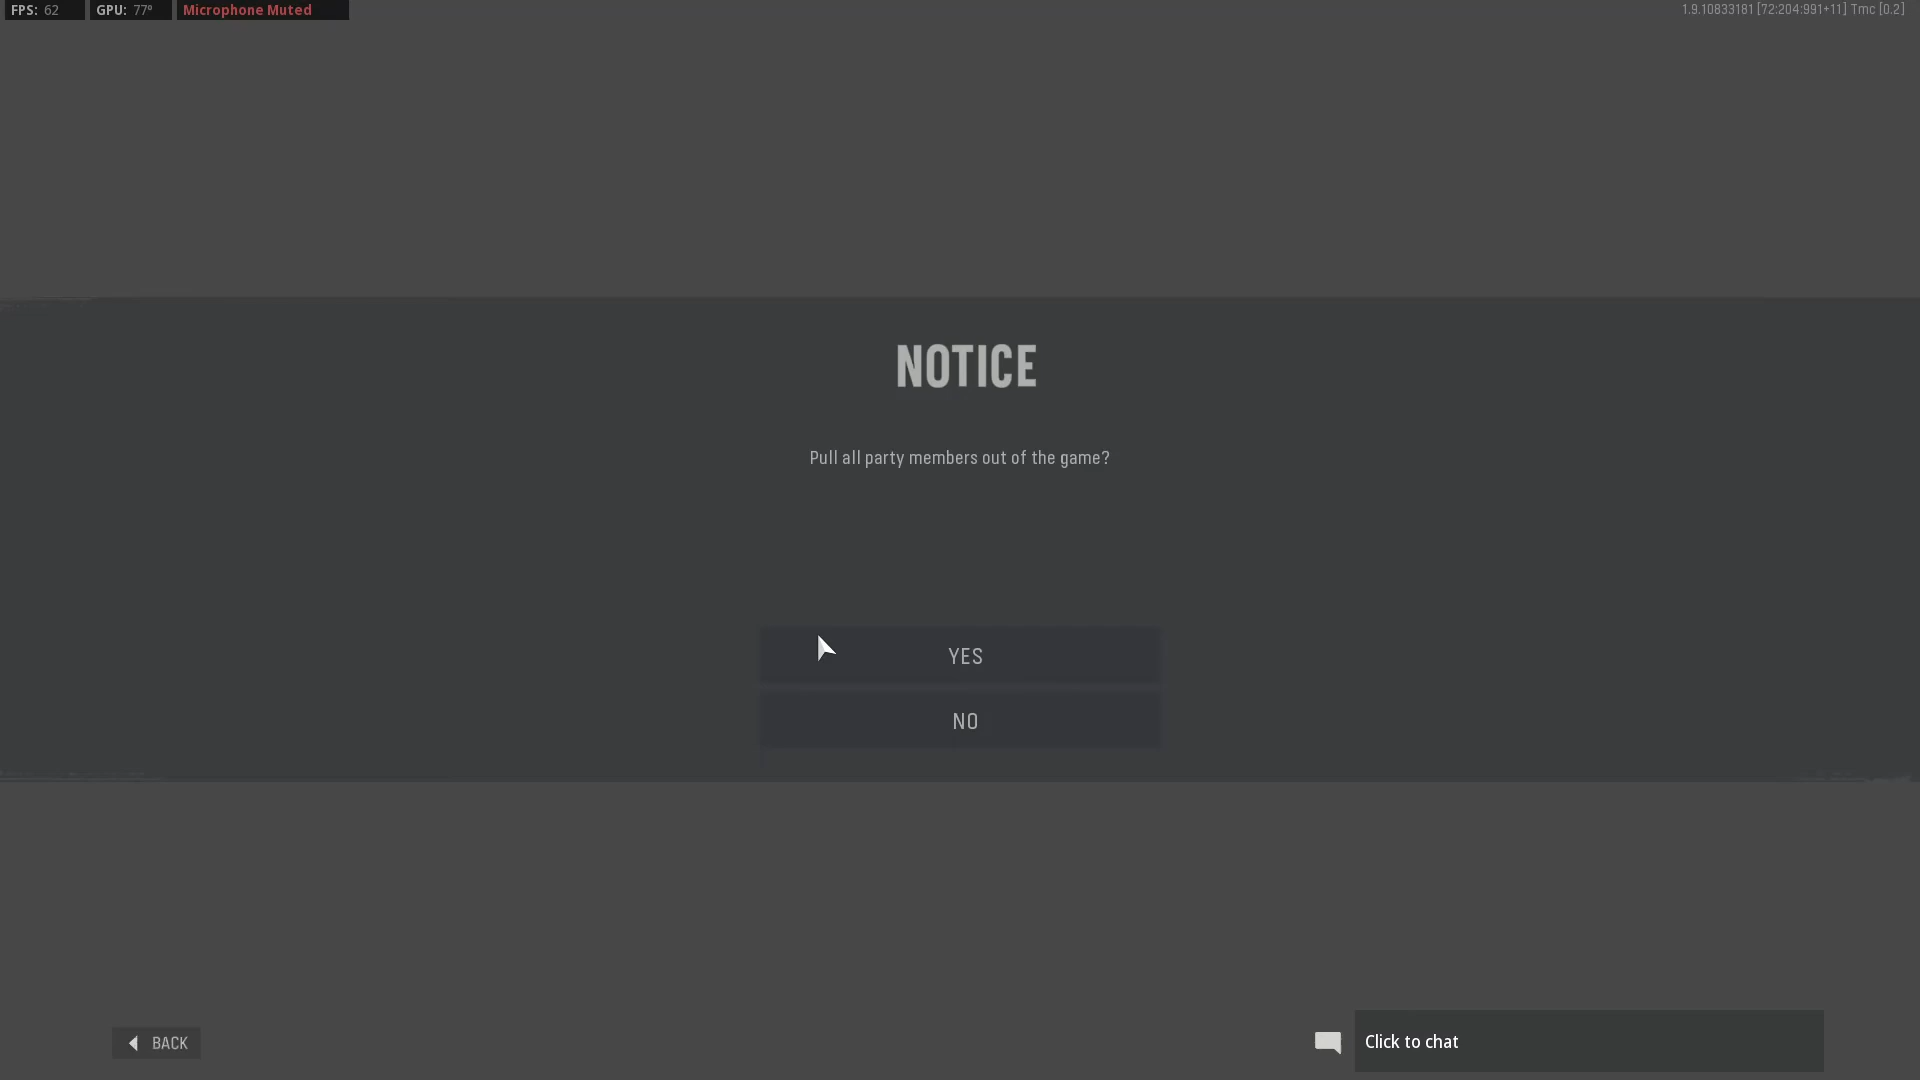 FPS: 62 GPU: 77° Microphone Muted
1.9.10833181 [72:204:991+11] Tmc [0.2]
NOTICE
Pull all party members out of the game?
YES
NO
BACK
Click to chat